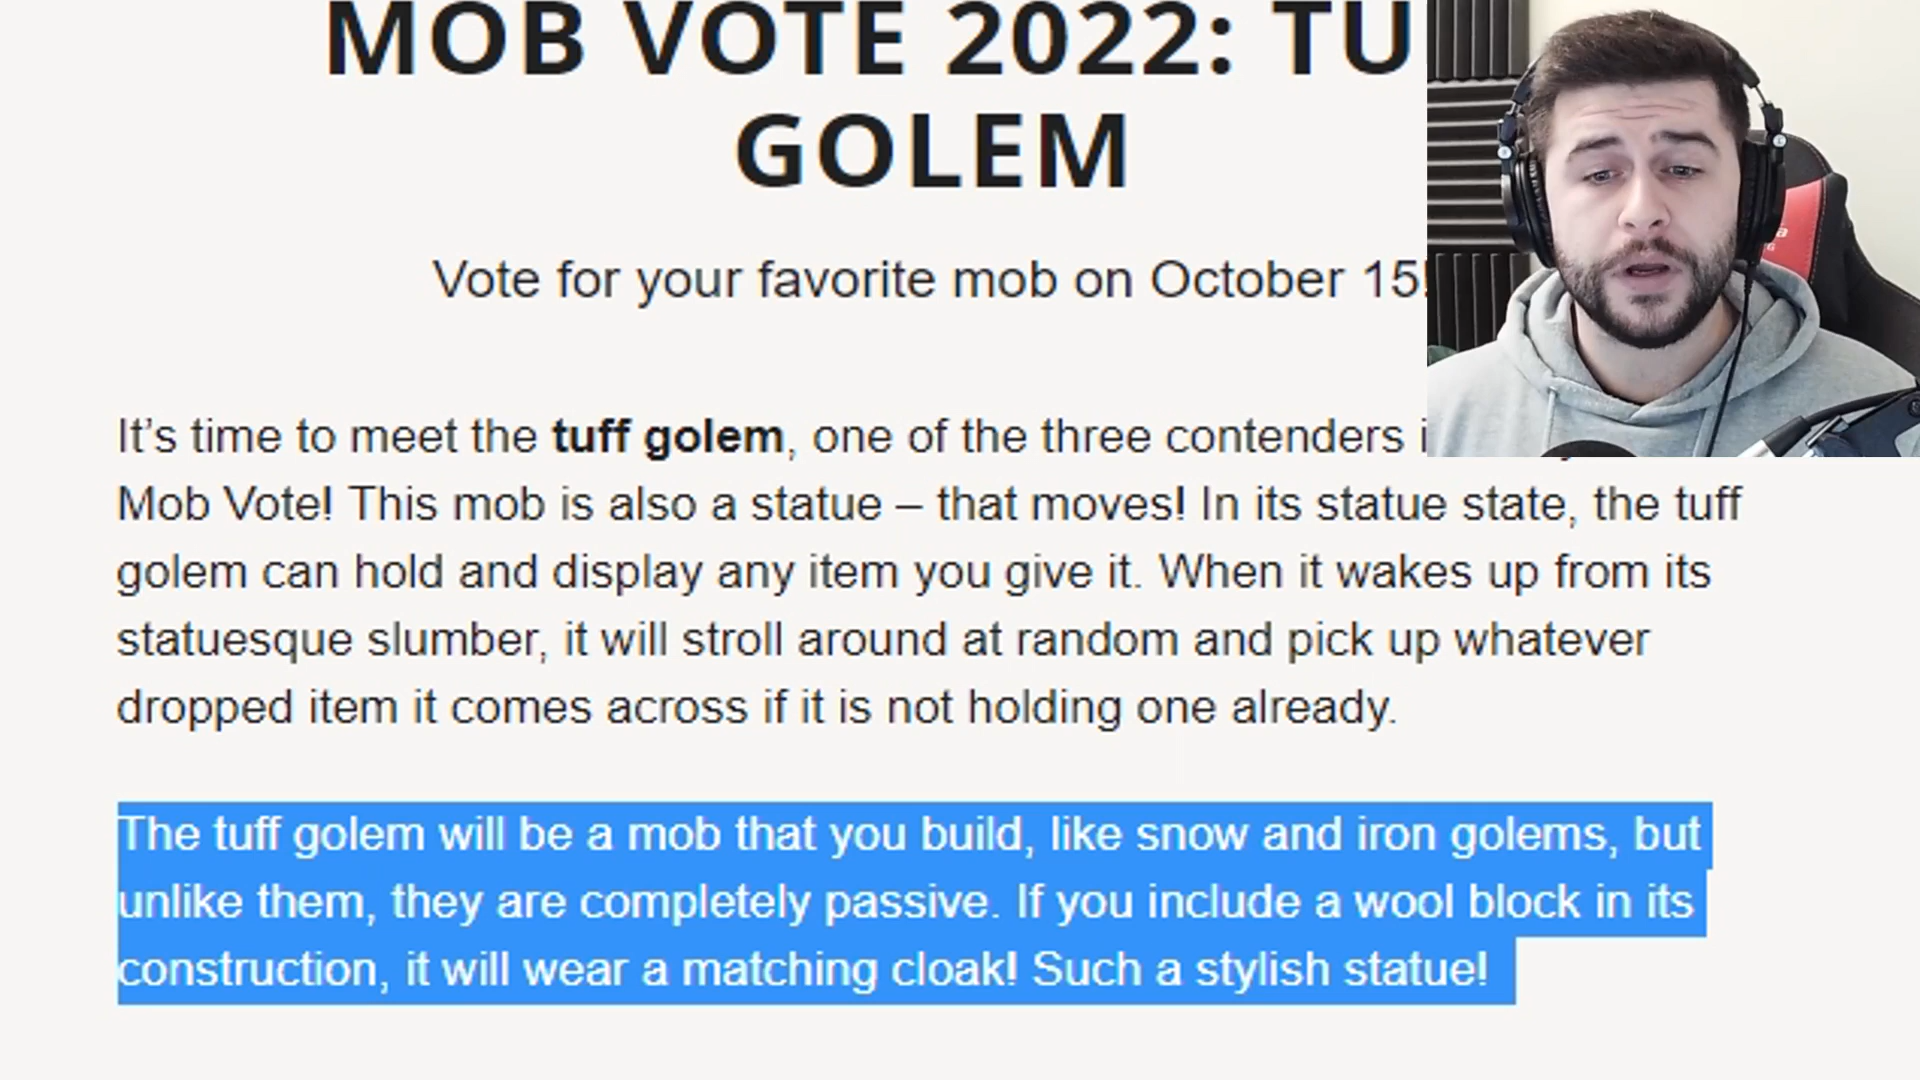 MOB VOTE 2022: TU
GOLEM
Vote for your favorite mob on October 15!
It’s time to meet the tuff golem, one of the three contenders i
Mob Vote! This mob is also a statue – that moves! In its statue state, the tuff
golem can hold and display any item you give it. When it wakes up from its
statuesque slumber, it will stroll around at random and pick up whatever
dropped item it comes across if it is not holding one already.
The tuff golem will be a mob that you build, like snow and iron golems, but
unlike them, they are completely passive. If you include a wool block in its
construction, it will wear a matching cloak! Such a stylish statue!